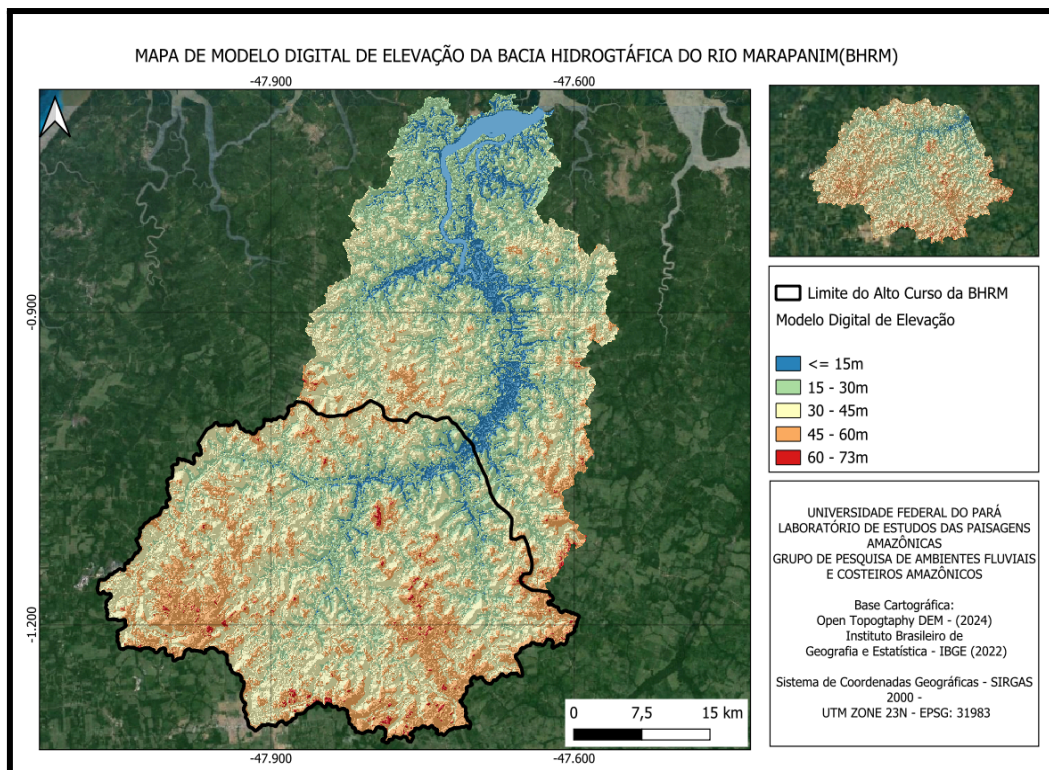 MAPA DE MODELO DIGITAL DE ELEVAÇÃO DA BACIA HIDROGTÁFICA DO RIO MARAPANIM(BHRM)
-47.900
-47.600
-0.900
-1.200
-47.900
-47.600
0 7,5 15 km
Limite do Alto Curso da BHRM
Modelo Digital de Elevação
<= 15m
15 - 30m
30 - 45m
45 - 60m
60 - 73m
UNIVERSIDADE FEDERAL DO PARÁ
LABORATÓRIO DE ESTUDOS DAS PAISAGENS
AMAZÔNICAS
GRUPO DE PESQUISA DE AMBIENTES FLUVIAIS
E COSTEIROS AMAZÔNICOS
Base Cartográfica:
Open Topogtaphy DEM - (2024)
Instituto Brasileiro de
Geografia e Estatística - IBGE (2022)
Sistema de Coordenadas Geográficas - SIRGAS
2000 -
UTM ZONE 23N - EPSG: 31983